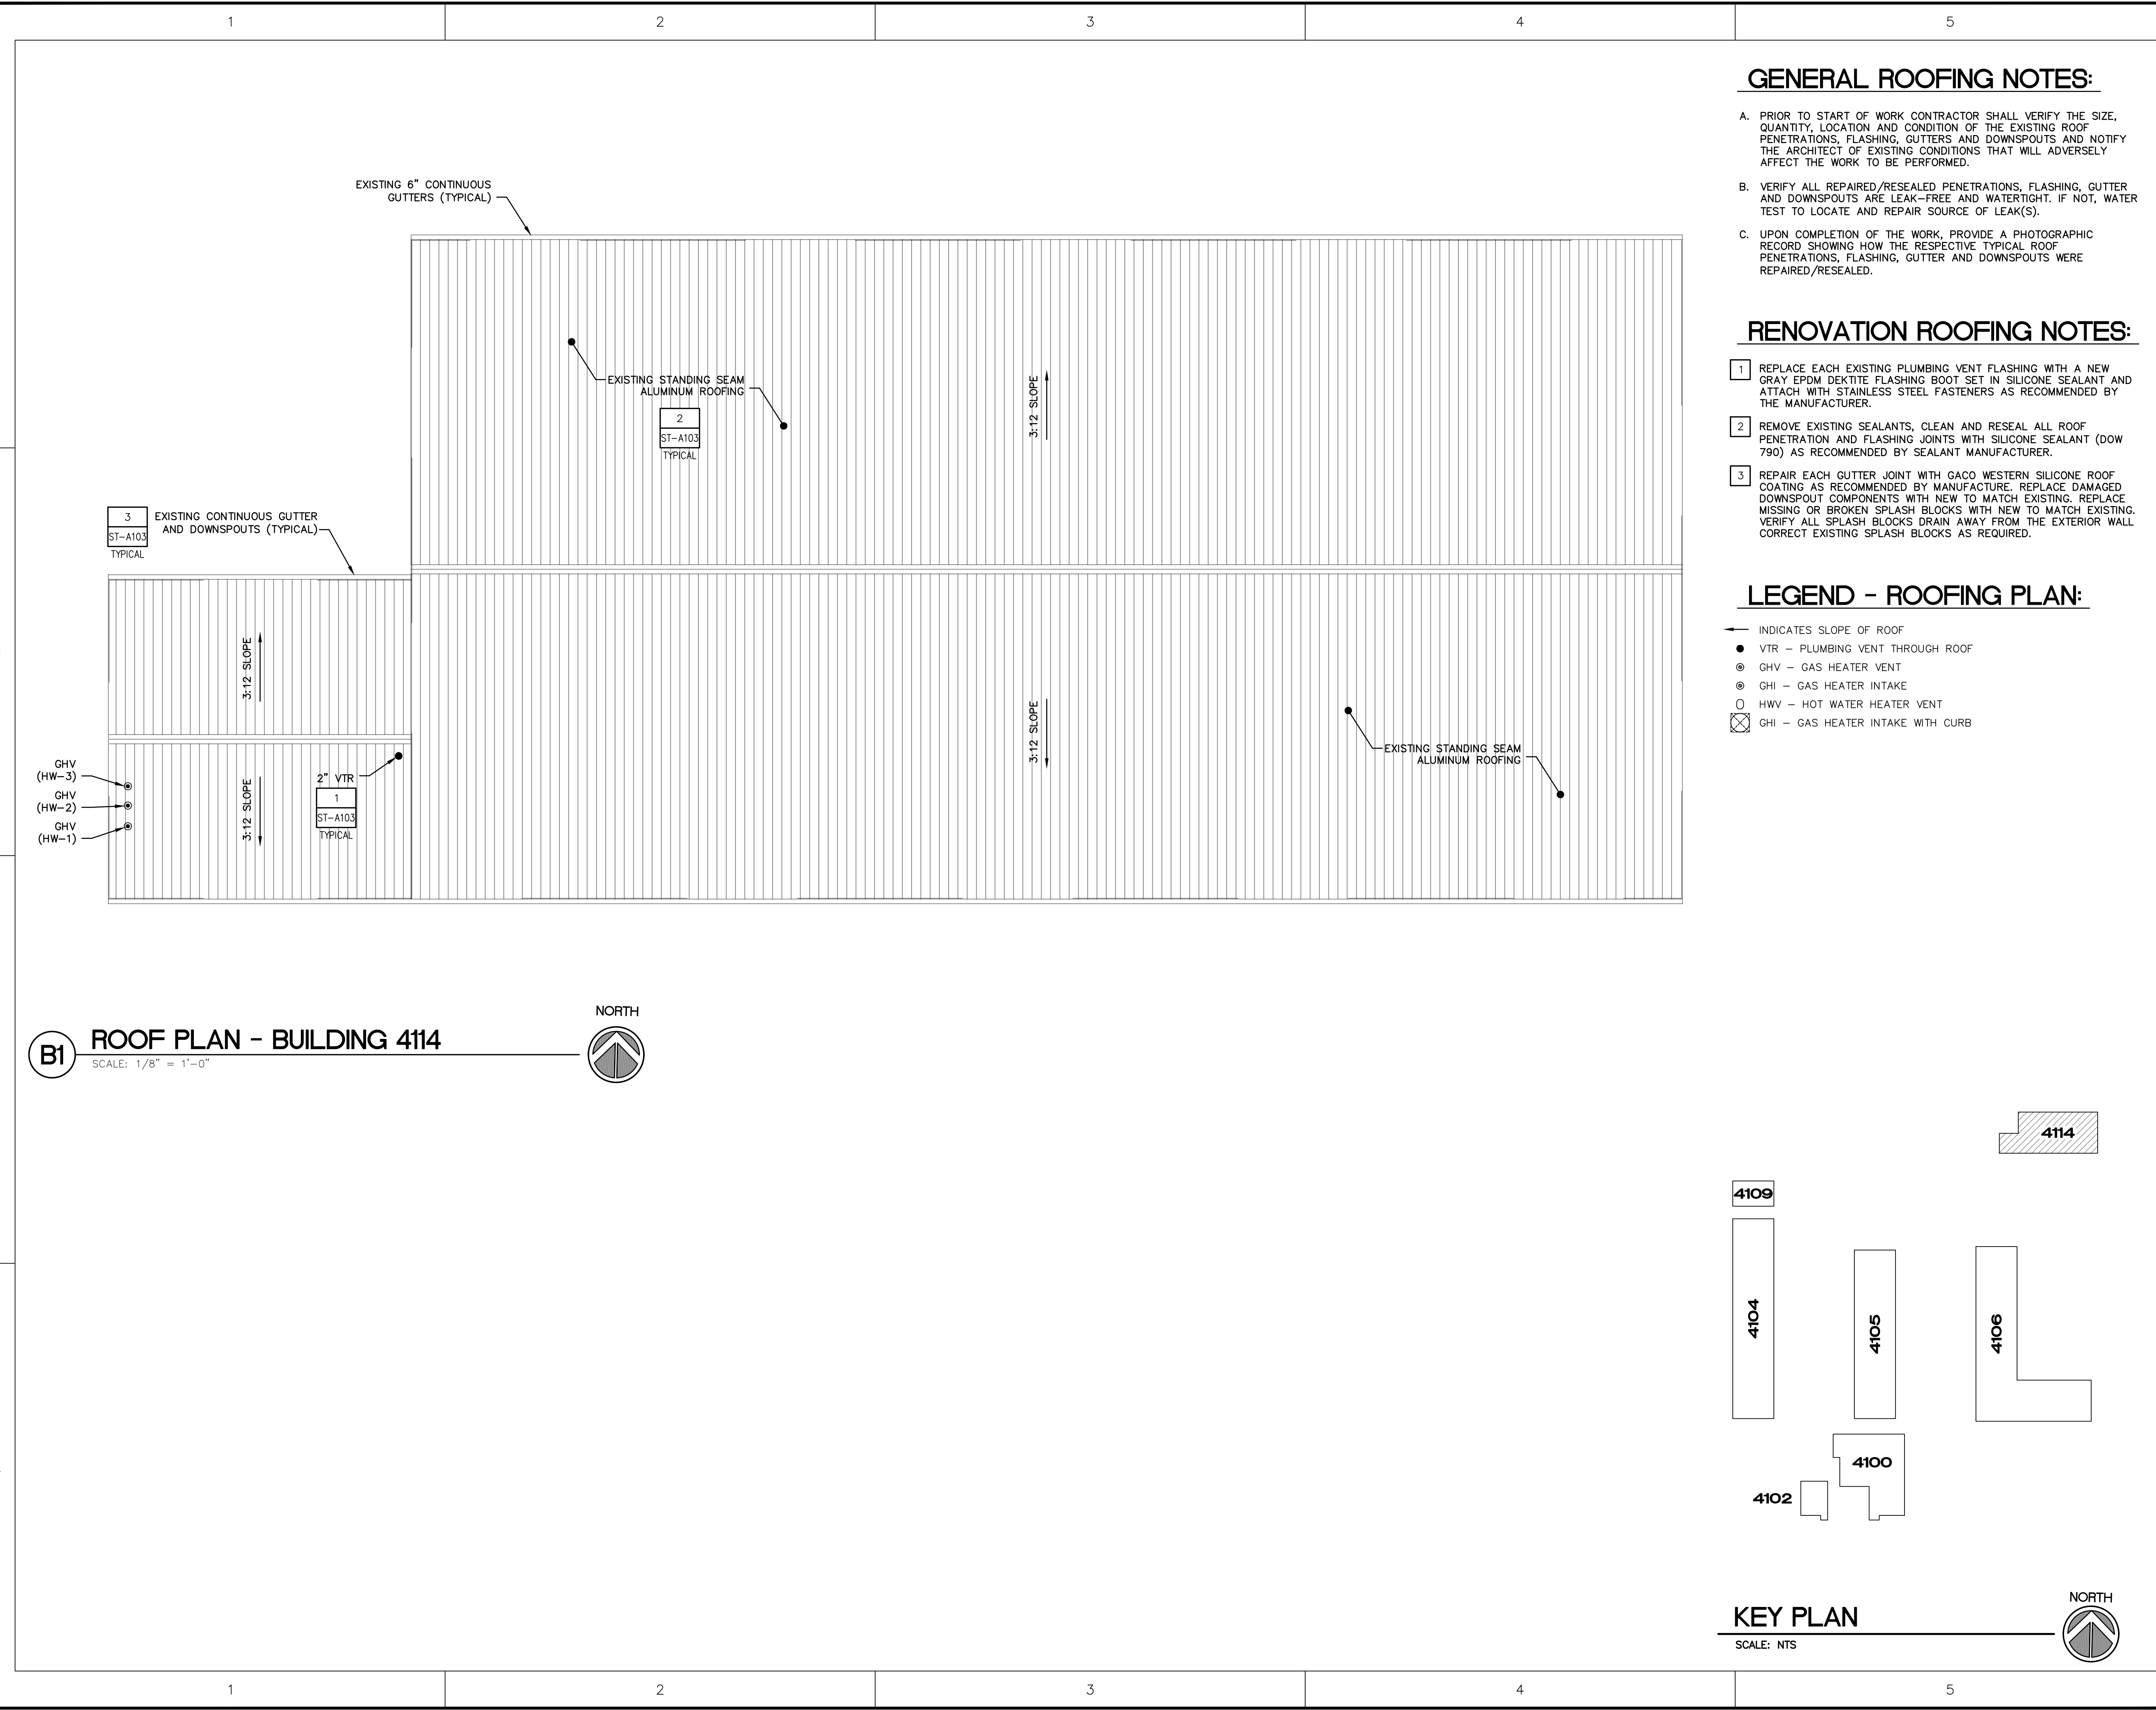 1 2 3 4 5
GENERAL ROOFING NOTES:
A. PRIOR TO START OF WORK CONTRACTOR SHALL VERIFY THE SIZE,
QUANTITY, LOCATION AND CONDITION OF THE EXISTING ROOF
PENETRATIONS, FLASHING, GUTTERS AND DOWNSPOUTS AND NOTIFY
THE ARCHITECT OF EXISTING CONDITIONS THAT WILL ADVERSELY
AFFECT THE WORK TO BE PERFORMED.
B. VERIFY ALL REPAIRED/RESEALED PENETRATIONS, FLASHING, GUTTER
AND DOWNSPOUTS ARE LEAK-FREE AND WATERTIGHT. IF NOT, WATER
TEST TO LOCATE AND REPAIR SOURCE OF LEAK(S).
C. UPON COMPLETION OF THE WORK, PROVIDE A PHOTOGRAPHIC
RECORD SHOWING HOW THE RESPECTIVE TYPICAL ROOF
PENETRATIONS, FLASHING, GUTTER AND DOWNSPOUTS WERE
REPAIRED/RESEALED.
RENOVATION ROOFING NOTES:
1 REPLACE EACH EXISTING PLUMBING VENT FLASHING WITH A NEW
GRAY EPDM DEKTITE FLASHING BOOT SET IN SILICONE SEALANT AND
ATTACH WITH STAINLESS STEEL FASTENERS AS RECOMMENDED BY
THE MANUFACTURER.
2 REMOVE EXISTING SEALANTS, CLEAN AND RESEAL ALL ROOF
PENETRATION AND FLASHING JOINTS WITH SILICONE SEALANT (DOW
790) AS RECOMMENDED BY SEALANT MANUFACTURER.
3 REPAIR EACH GUTTER JOINT WITH GACO WESTERN SILICONE ROOF
COATING AS RECOMMENDED BY MANUFACTURE. REPLACE DAMAGED
DOWNSPOUT COMPONENTS WITH NEW TO MATCH EXISTING. REPLACE
MISSING OR BROKEN SPLASH BLOCKS WITH NEW TO MATCH EXISTING.
VERIFY ALL SPLASH BLOCKS DRAIN AWAY FROM THE EXTERIOR WALL
CORRECT EXISTING SPLASH BLOCKS AS REQUIRED.
LEGEND - ROOFING PLAN:
INDICATES SLOPE OF ROOF
VTR - PLUMBING VENT THROUGH ROOF
GHV - GAS HEATER VENT
GHI - GAS HEATER INTAKE
HWV - HOT WATER HEATER VENT
GHI - GAS HEATER INTAKE WITH CURB
EXISTING 6" CONTINUOUS
GUTTERS (TYPICAL)
EXISTING STANDING SEAM
ALUMINUM ROOFING
2
ST-A103
TYPICAL
3:12 SLOPE
3
ST-A103
TYPICAL
EXISTING CONTINUOUS GUTTER
AND DOWNSPOUTS (TYPICAL)
3:12 SLOPE
3:12 SLOPE
EXISTING STANDING SEAM
ALUMINUM ROOFING
GHV
(HW-3)
GHV
(HW-2)
GHV
(HW-1)
3:12 SLOPE
2" VTR
1
ST-A103
TYPICAL
B1
ROOF PLAN - BUILDING 4114
SCALE: 1/8" = 1'-0"
NORTH
4114
4109
4104
4105
4106
4100
4102
KEY PLAN
SCALE: NTS
NORTH
1 2 3 4 5